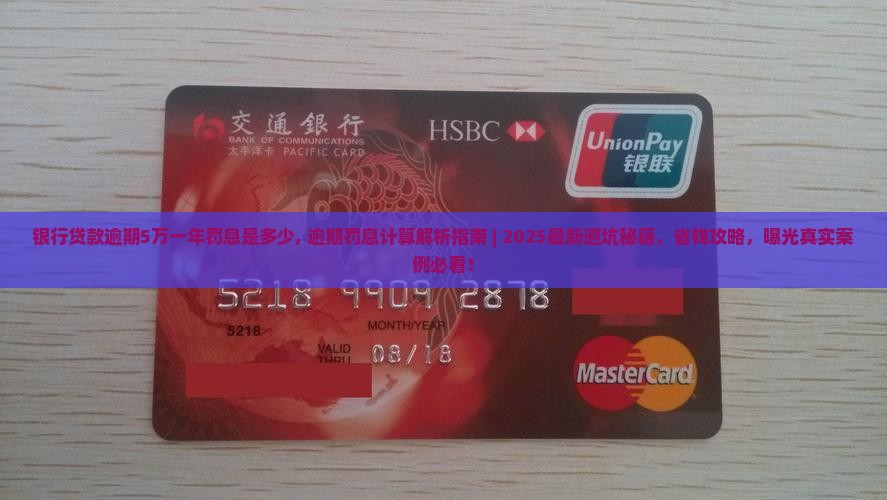 交通銀行
BANK OF COMMUNICATIONS
太平洋卡 PACIFIC CARD
HSBC
UnionPay
银联
银行贷款逾期5万一年罚息是多少, 逾期罚息计算解析指南 | 2025最新避坑秘籍，省钱攻略，曝光真实案
例必看！
5218 9909 2878
5218
MONTH/YEAR
VALID
THRU
08/18
MasterCard